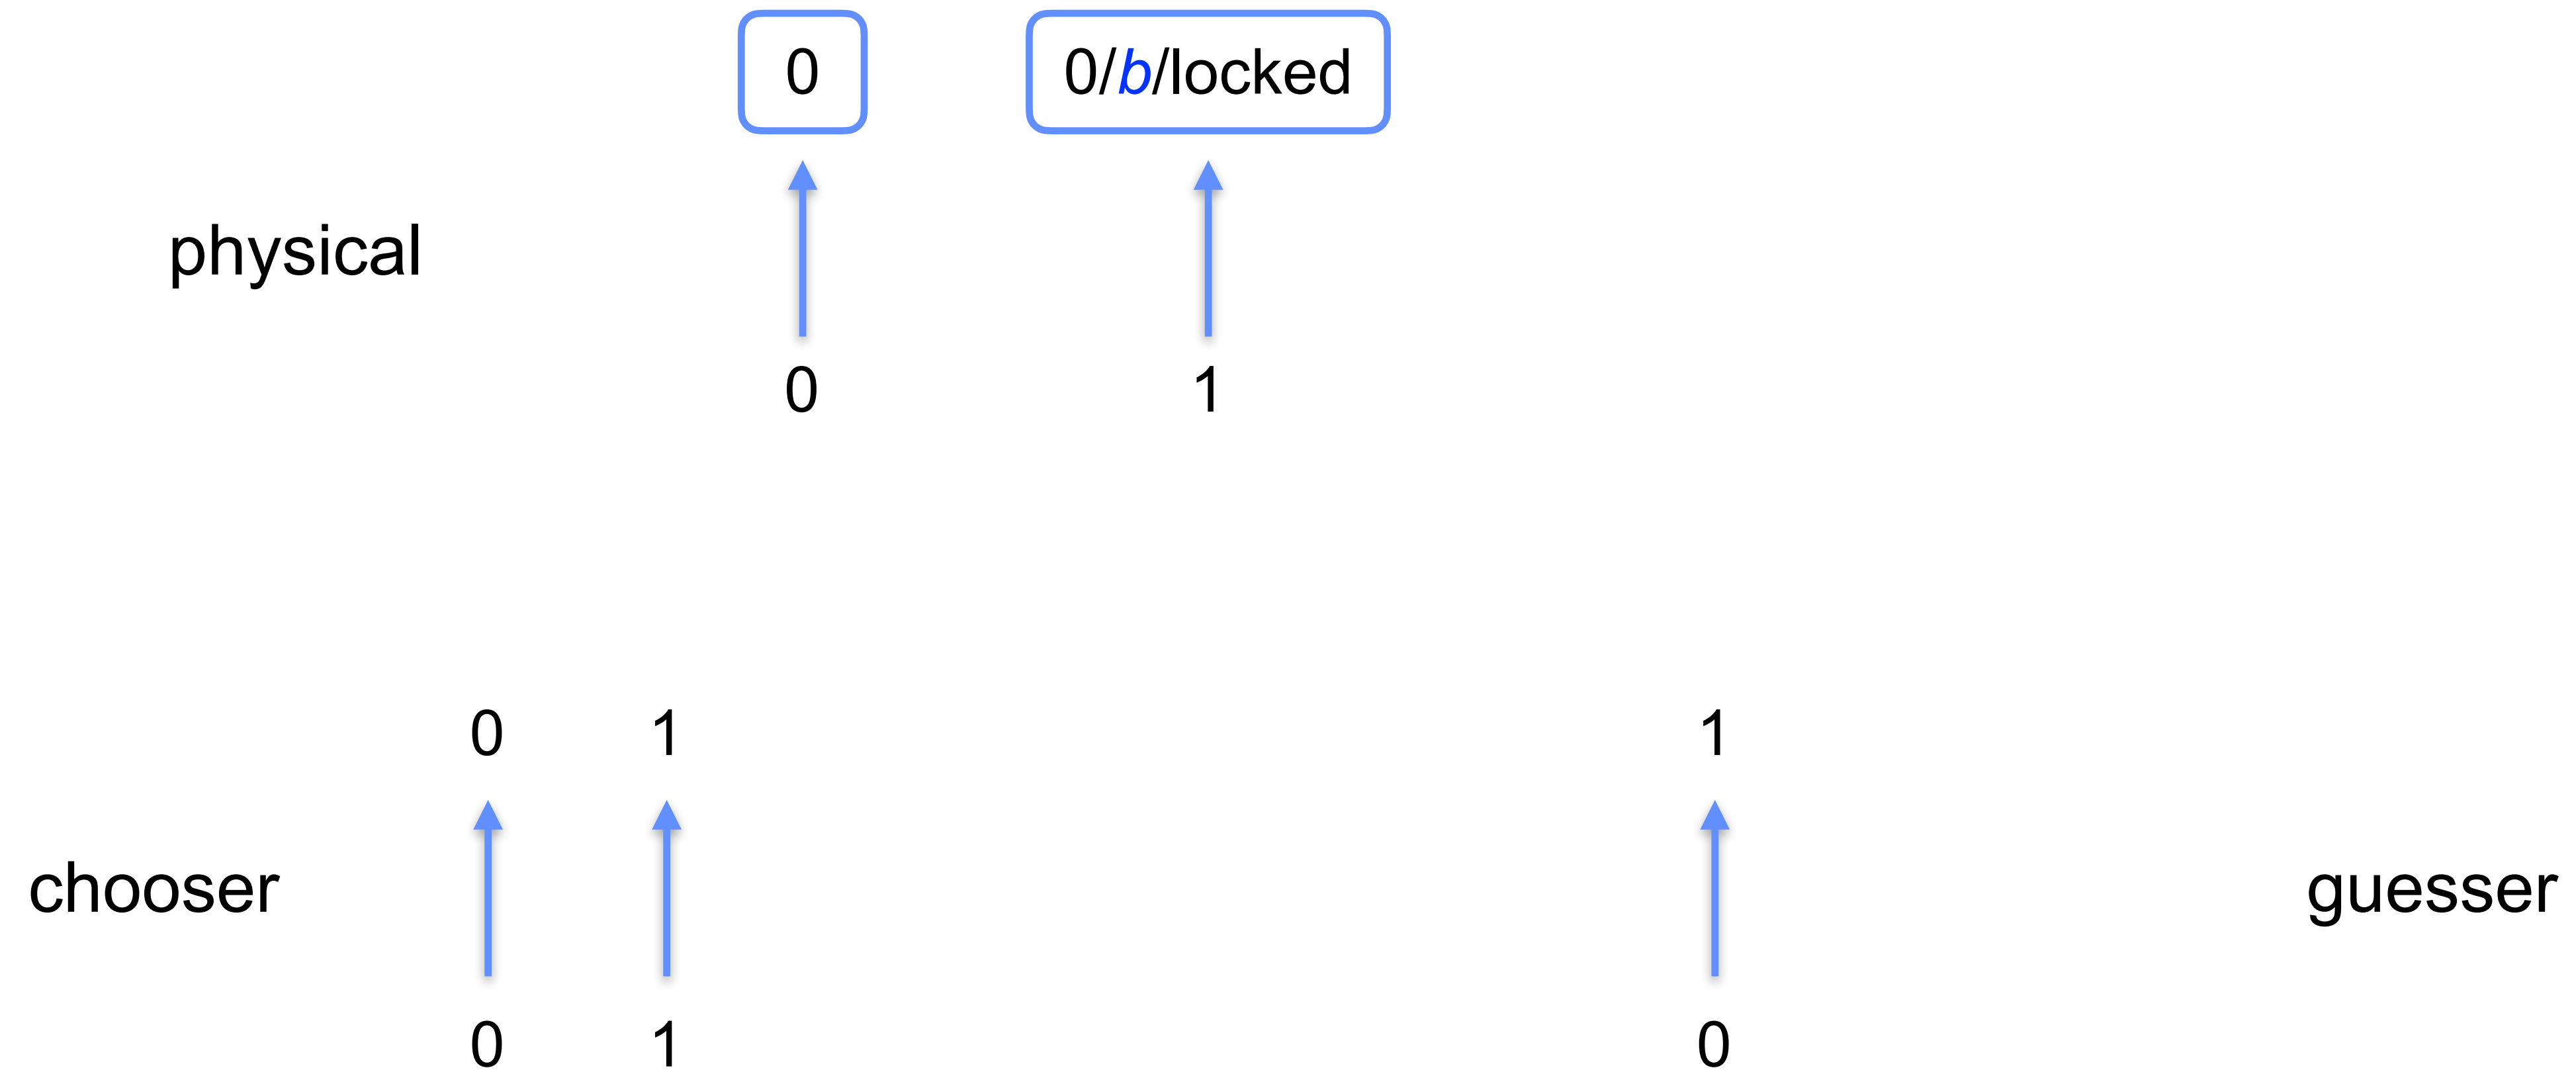 0 0/b/locked
physical
0 1
0 1 1
chooser guesser
0 1 0